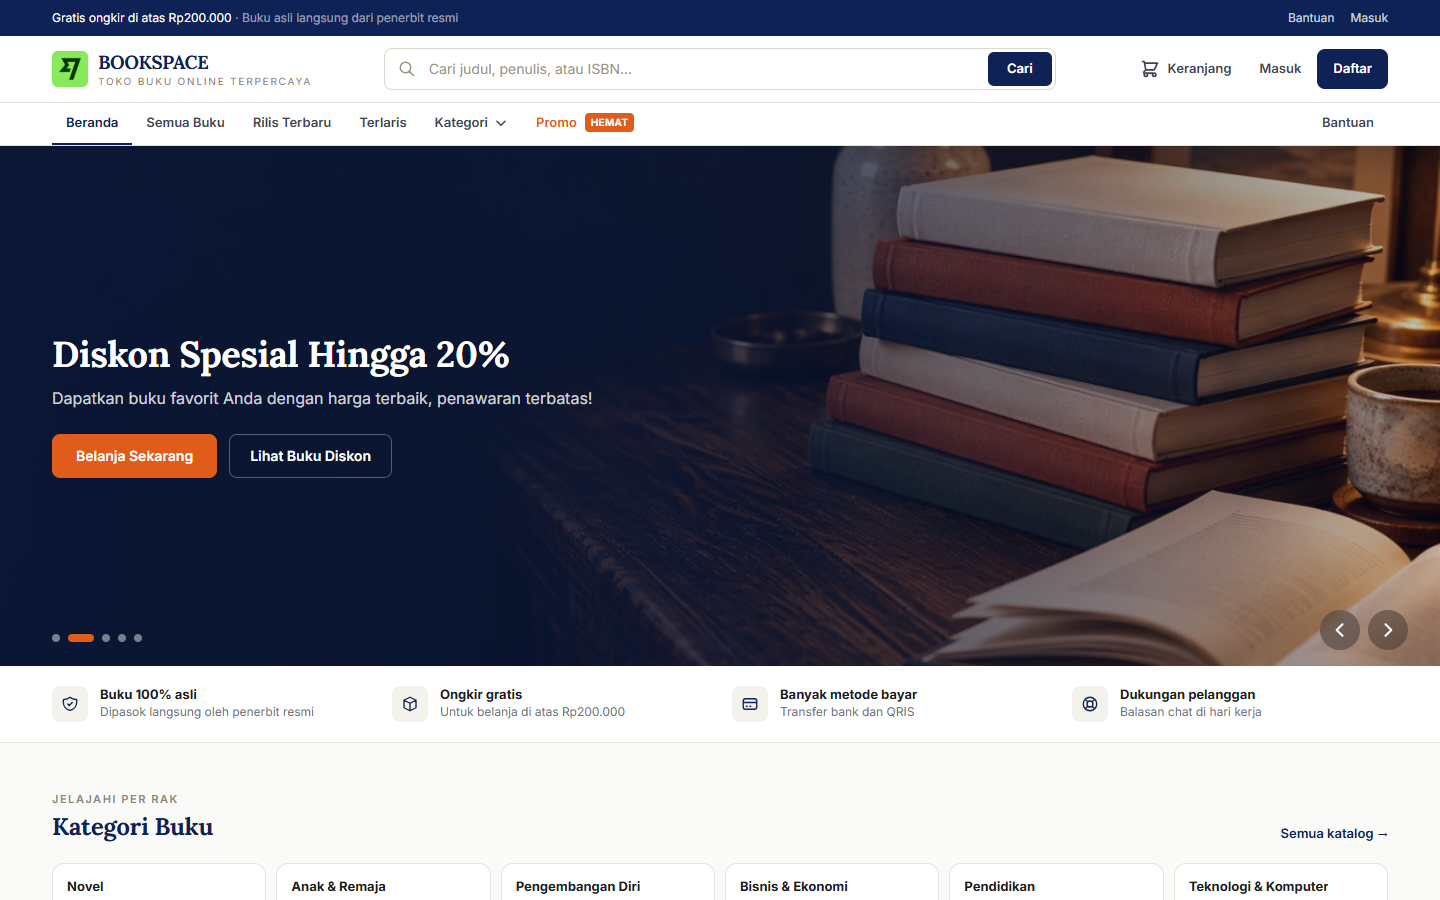 Gratis ongkir di atas Rp200.000 · Buku asli langsung dari penerbit resmi
Bantuan
Masuk
BOOKSPACE
TOKO BUKU ONLINE TERPERCAYA
Cari judul, penulis, atau ISBN...
Cari
Keranjang
Masuk
Daftar
Beranda
Semua Buku
Rilis Terbaru
Terlaris
Kategori
Promo
HEMAT
Bantuan
Diskon Spesial Hingga 20%
Dapatkan buku favorit Anda dengan harga terbaik, penawaran terbatas!
Belanja Sekarang
Lihat Buku Diskon
Buku 100% asli
Dipasok langsung oleh penerbit resmi
Ongkir gratis
Untuk belanja di atas Rp200.000
Banyak metode bayar
Transfer bank dan QRIS
Dukungan pelanggan
Balasan chat di hari kerja
JELAJAHI PER RAK
Kategori Buku
Semua katalog →
Novel
Anak & Remaja
Pengembangan Diri
Bisnis & Ekonomi
Pendidikan
Teknologi & Komputer